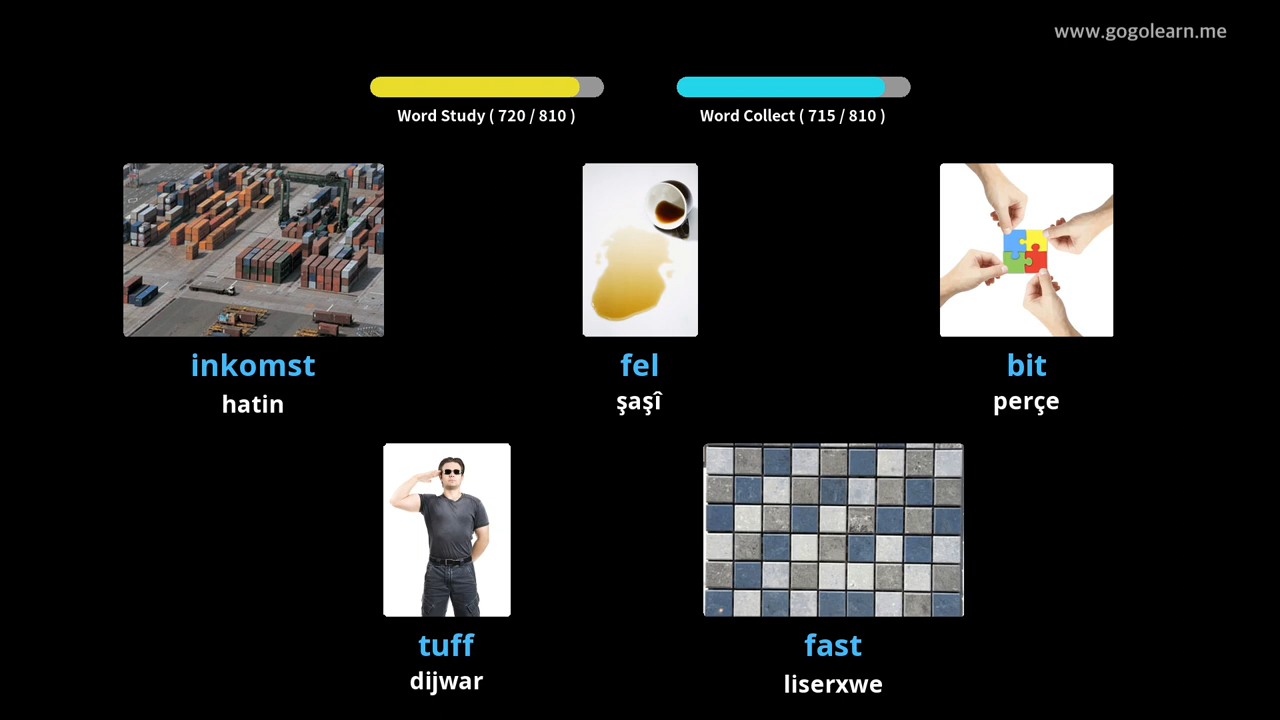 www.gogolearn.me
Word Study ( 720 / 810 )
Word Collect ( 715 / 810 )
inkomst
hatin
fel
şaşî
bit
perçe
tuff
dijwar
fast
liserxwe